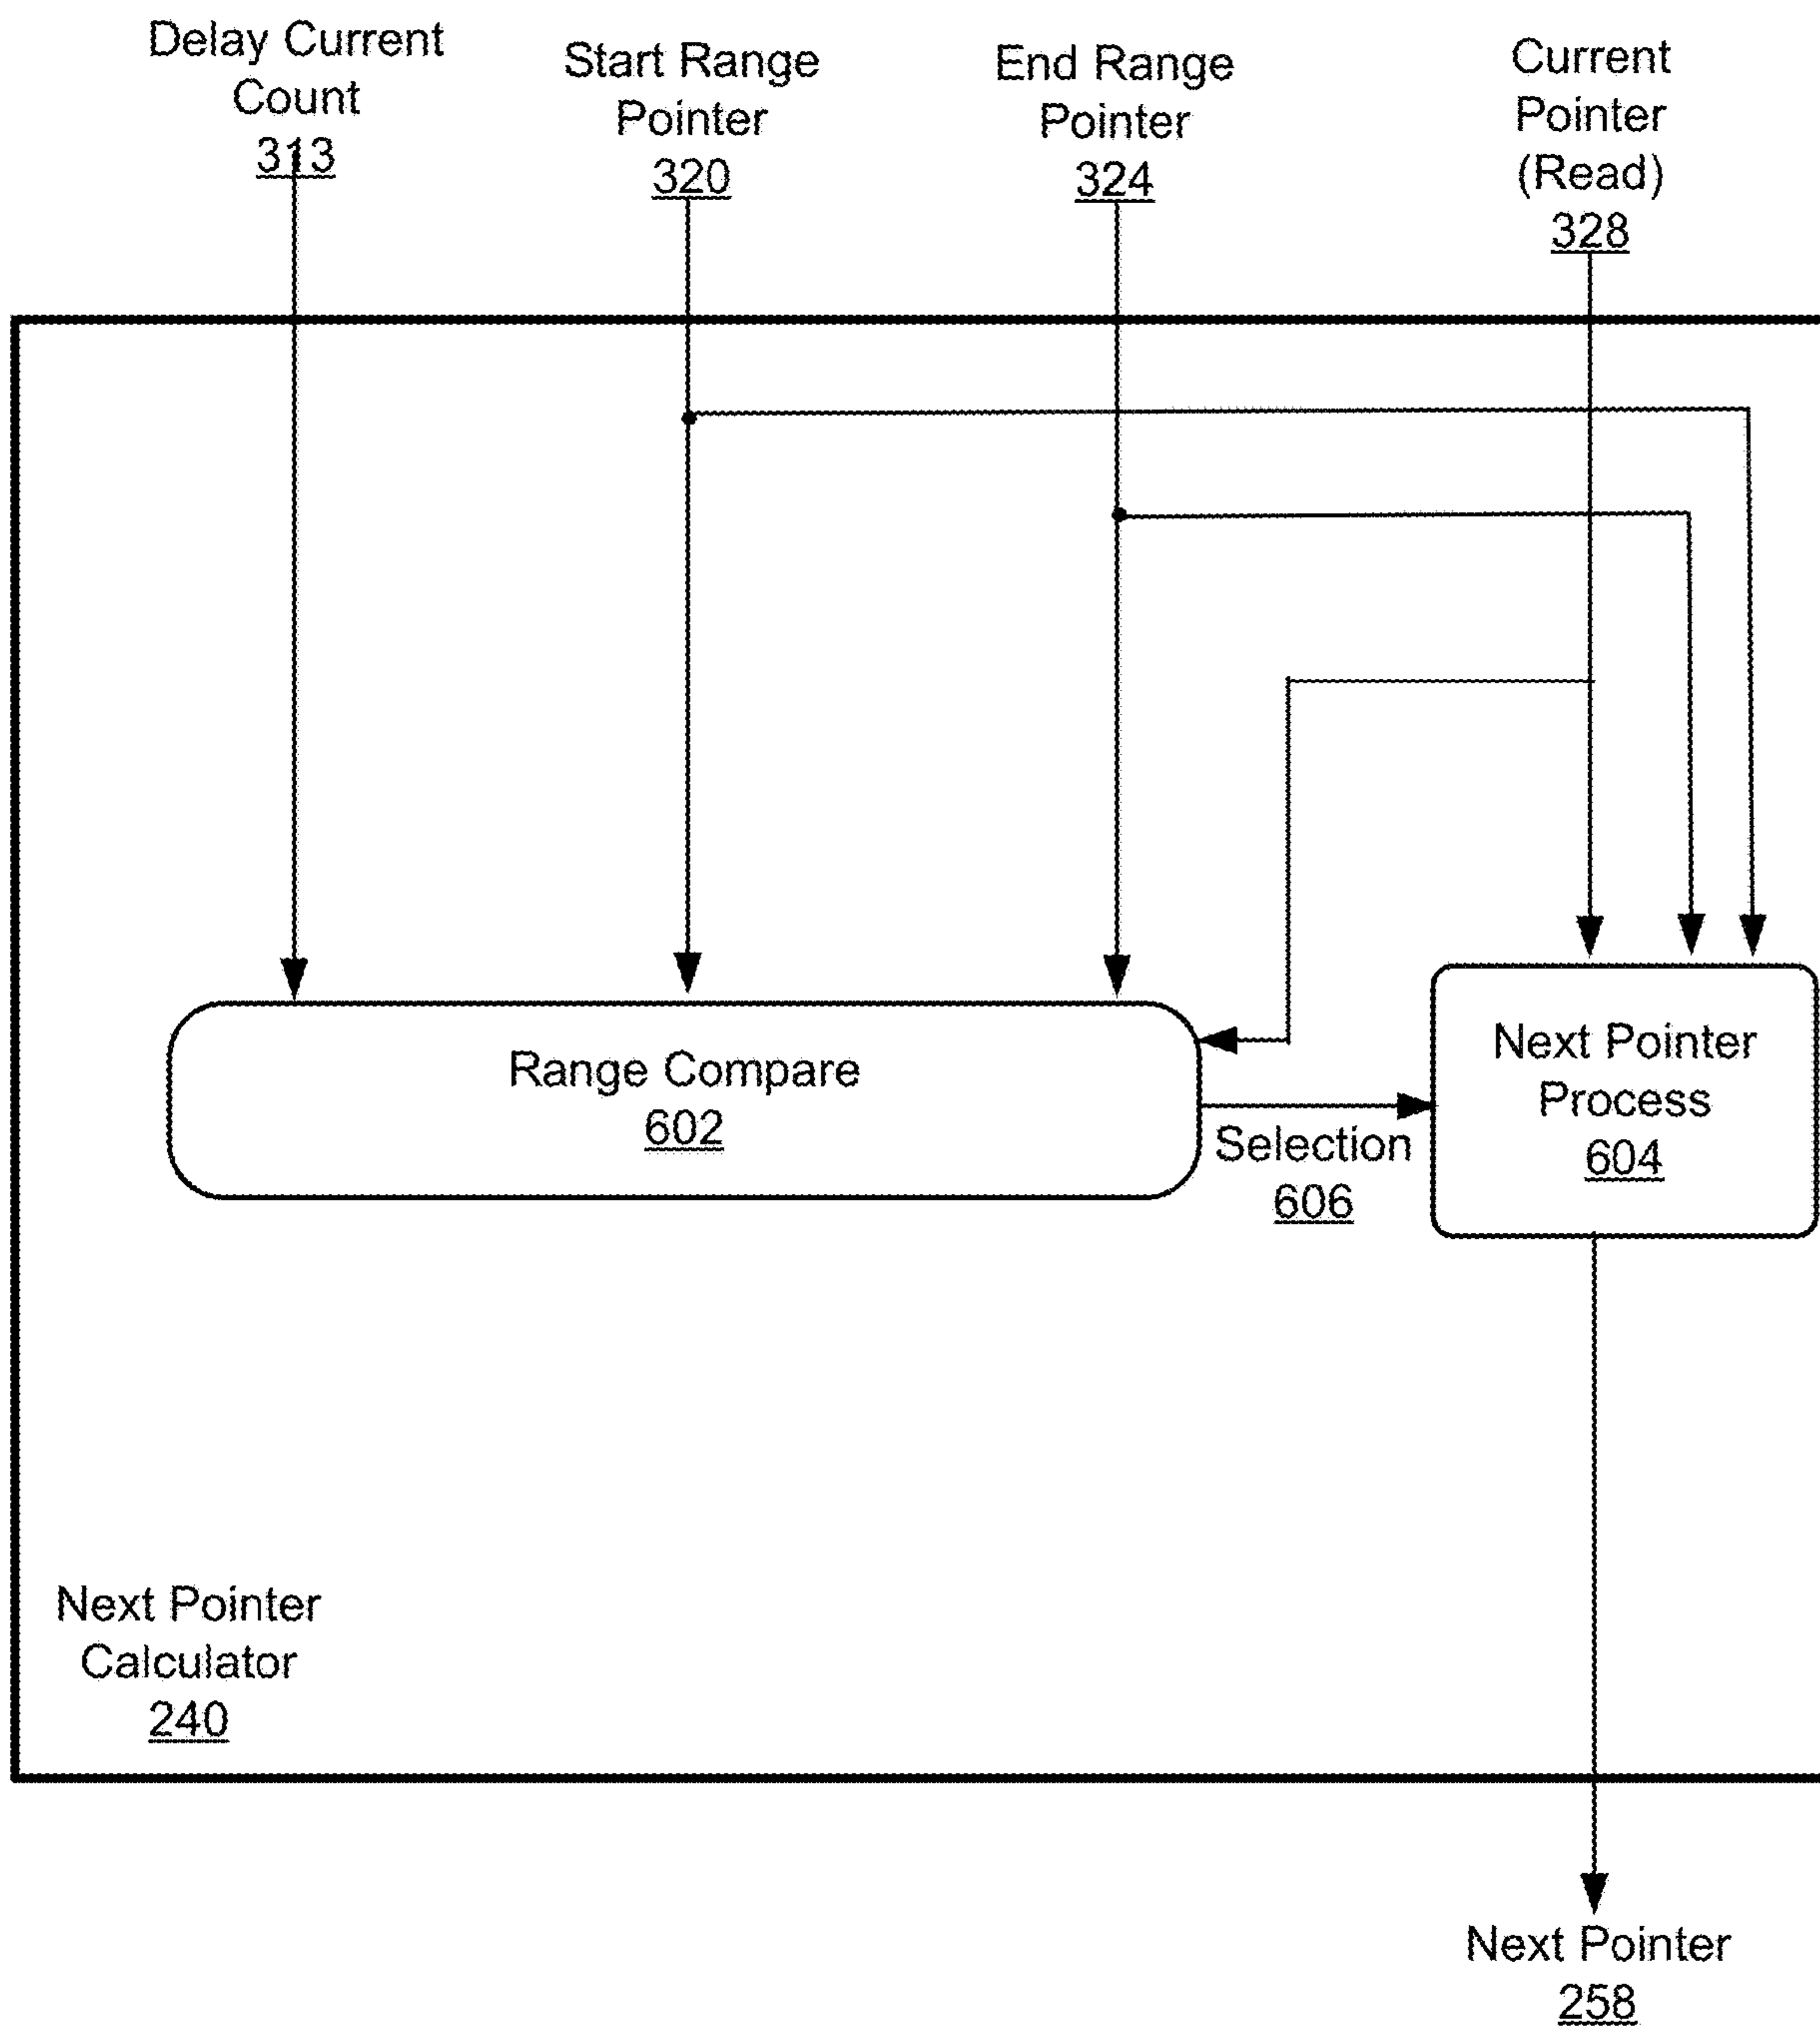 Delay Current
Count
313
Start Range
Pointer
320
End Range
Pointer
324
Current
Pointer
(Read)
328
Range Compare
602
Selection
606
Next Pointer
Process
604
Next Pointer
Calculator
240
Next Pointer
258